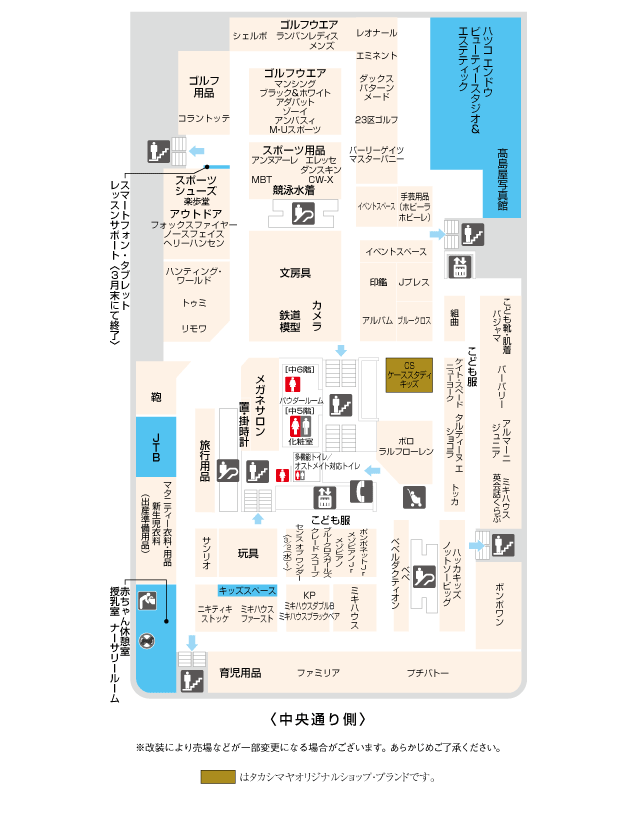 ゴルフウエア
シェルボ ランバンレディス
メンズ
レオナール
エミネント
ダックス
バターン
メード
23区ゴルフ
バーリーゲイツ
マスターバニー
ハツコ エンドウ
ビューティースタジオ&
エステティック
髙島屋写真館
ゴルフ
用品
コラントッテ
ゴルフウエア
マンシング
ブラック&ホワイト
アダバット
ゾーイ
アンパスィ
M・Uスポーツ
スポーツ用品
アンヌアーレ エレッセ
ダンスキン
MBT CW-X
競泳水着
スマートフォン・タブレット
レッスンサポート〈3月末にて終了〉
スポーツ
シューズ
楽歩堂
アウトドア
フォックスファイヤー
ノースフェイス
ヘリーハンセン
イベントスペース
手芸用品
(ホビーラ
ホビーレ)
ハンティング・
ワールド
トゥミ
リモワ
文房具
鉄道
模型
カメラ
イベントスペース
印鑑
Jプレス
アルバム
ブルークロス
組曲
こども靴・肌着
パジャマ
バーバリー
アルマーニ
ジュニア
ミキハウス
英会話くらぶ
こども服
ケイト・スペード
ニューヨーク
タルティーヌ エ
ショコラ
トッカ
鞄
JTB
マタニティー衣料・用品
新生児衣料
(出産準備用品)
メガネサロン
置・掛時計
旅行用品
[中6階]
パウダールーム
[中5階]
化粧室
多機能トイレ/
オストメイト対応トイレ
CS
ケーススタディ
キッズ
ポロ
ラルフローレン
こども服
サンリオ
玩具
センス オブ ワンダー
(3/2㈬〜)
ブルークロスガールズ
クレードスコープ
メゾピアノ
メゾピアノJr
ポンポネットJr
べべ
べべルダクティオン
ハッカキッズ
ノットソービッグ
ボンボワン
赤ちゃん休憩室
授乳室 ナーサリールーム
キッズスペース
ニキティキ
ストッケ
ミキハウス
ファースト
KP
ミキハウスダブルB
ミキハウスブラックベア
ミキハウス
育児用品
ファミリア
プチバトー
〈中央通り側〉
※改装により売場などが一部変更になる場合がございます。あらかじめご了承ください。
はタカシマヤオリジナルショップ・ブランドです。